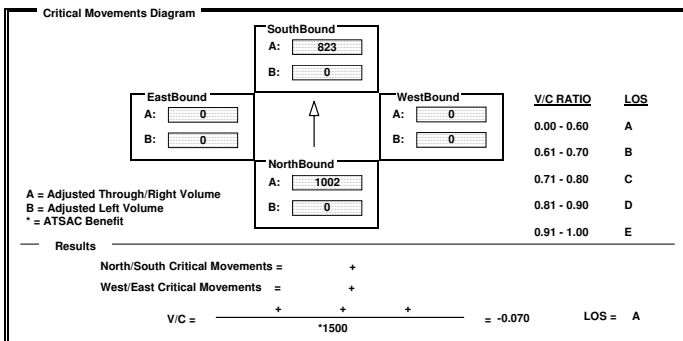 Critical Movements Diagram
SouthBound
A: 823
B: 0
EastBound
A: 0
B: 0
WestBound
A: 0
B: 0
NorthBound
A: 1002
B: 0
V/C RATIO LOS
0.00 - 0.60 A
0.61 - 0.70 B
0.71 - 0.80 C
0.81 - 0.90 D
0.91 - 1.00 E
A = Adjusted Through/Right Volume
B = Adjusted Left Volume
* = ATSAC Benefit
Results
North/South Critical Movements = +
West/East Critical Movements = +
V/C = + + + = -0.070 LOS = A
*1500